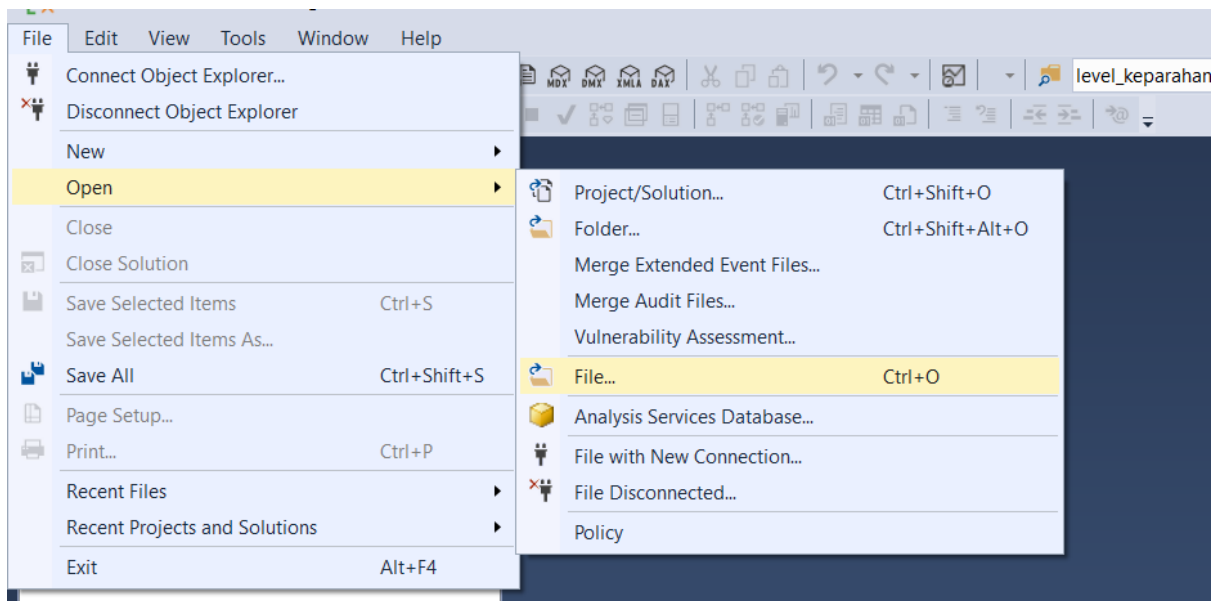 File Edit View Tools Window Help
MDX DMX XMLA DAX level_keparahan
Connect Object Explorer...
Disconnect Object Explorer
New
Open
Close
Close Solution
Save Selected Items Ctrl+S
Save Selected Items As...
Save All Ctrl+Shift+S
Page Setup...
Print... Ctrl+P
Recent Files
Recent Projects and Solutions
Exit Alt+F4
Project/Solution... Ctrl+Shift+O
Folder... Ctrl+Shift+Alt+O
Merge Extended Event Files...
Merge Audit Files...
Vulnerability Assessment...
File... Ctrl+O
Analysis Services Database...
File with New Connection...
File Disconnected...
Policy